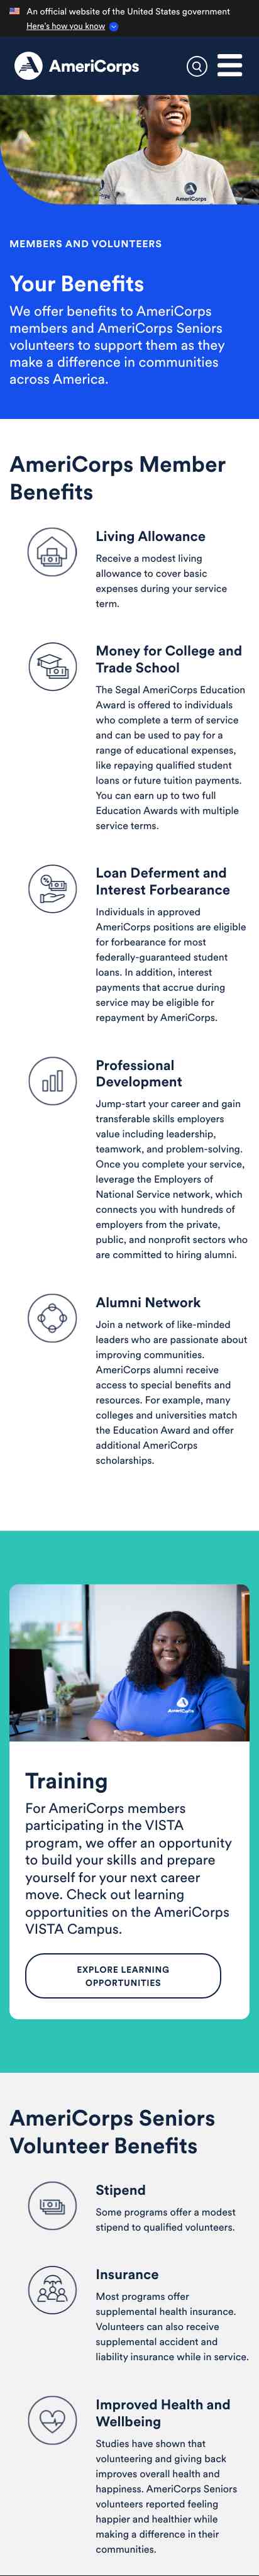 An official website of the United States government
Here's how you know
AmeriCorps
AmeriCorps
MEMBERS AND VOLUNTEERS
Your Benefits
We offer benefits to AmeriCorps
members and AmeriCorps Seniors
volunteers to support them as they
make a difference in communities
across America.
AmeriCorps Member
Benefits
Living Allowance
Receive a modest living
allowance to cover basic
expenses during your service
term.
Money for College and
Trade School
The Segal AmeriCorps Education
Award is offered to individuals
who complete a term of service
and can be used to pay for a
range of educational expenses,
like repaying qualified student
loans or future tuition payments.
You can earn up to two full
Education Awards with multiple
service terms.
Loan Deferment and
Interest Forbearance
Individuals in approved
AmeriCorps positions are eligible
for forbearance for most
federally-guaranteed student
loans. In addition, interest
payments that accrue during
service may be eligible for
repayment by AmeriCorps.
Professional
Development
Jump-start your career and gain
transferable skills employers
value including leadership,
teamwork, and problem-solving.
Once you complete your service,
leverage the Employers of
National Service network, which
connects you with hundreds of
employers from the private,
public, and nonprofit sectors who
are committed to hiring alumni.
Alumni Network
Join a network of like-minded
leaders who are passionate about
improving communities.
AmeriCorps alumni receive
access to special benefits and
resources. For example, many
colleges and universities match
the Education Award and offer
additional AmeriCorps
scholarships.
AmeriCorps
Training
For AmeriCorps members
participating in the VISTA
program, we offer an opportunity
to build your skills and prepare
yourself for your next career
move. Check out learning
opportunities on the AmeriCorps
VISTA Campus.
EXPLORE LEARNING
OPPORTUNITIES
AmeriCorps Seniors
Volunteer Benefits
Stipend
Some programs offer a modest
stipend to qualified volunteers.
Insurance
Most programs offer
supplemental health insurance.
Volunteers can also receive
supplemental accident and
liability insurance while in service.
Improved Health and
Wellbeing
Studies have shown that
volunteering and giving back
improves overall health and
happiness. AmeriCorps Seniors
volunteers reported feeling
happier and healthier while
making a difference in their
communities.